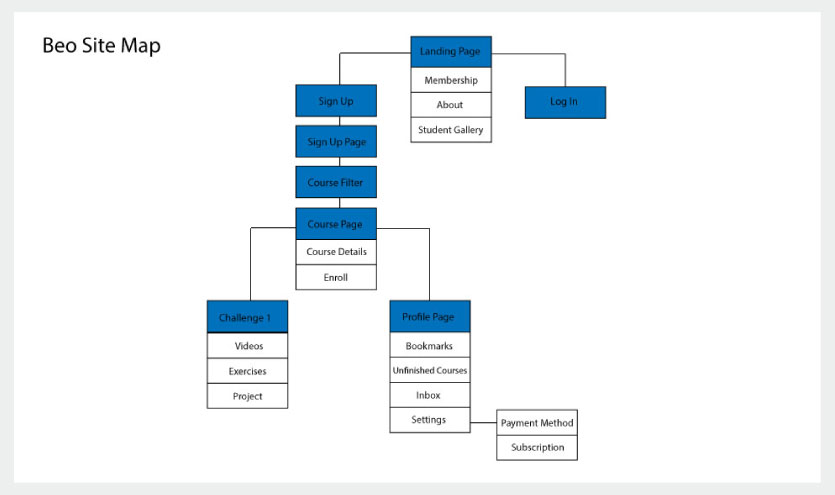 Beo Site Map
Landing Page
Membership
About
Student Gallery
Sign Up
Log In
Sign Up Page
Course Filter
Course Page
Course Details
Enroll
Challenge 1
Videos
Exercises
Project
Profile Page
Bookmarks
Unfinished Courses
Inbox
Settings
Payment Method
Subscription